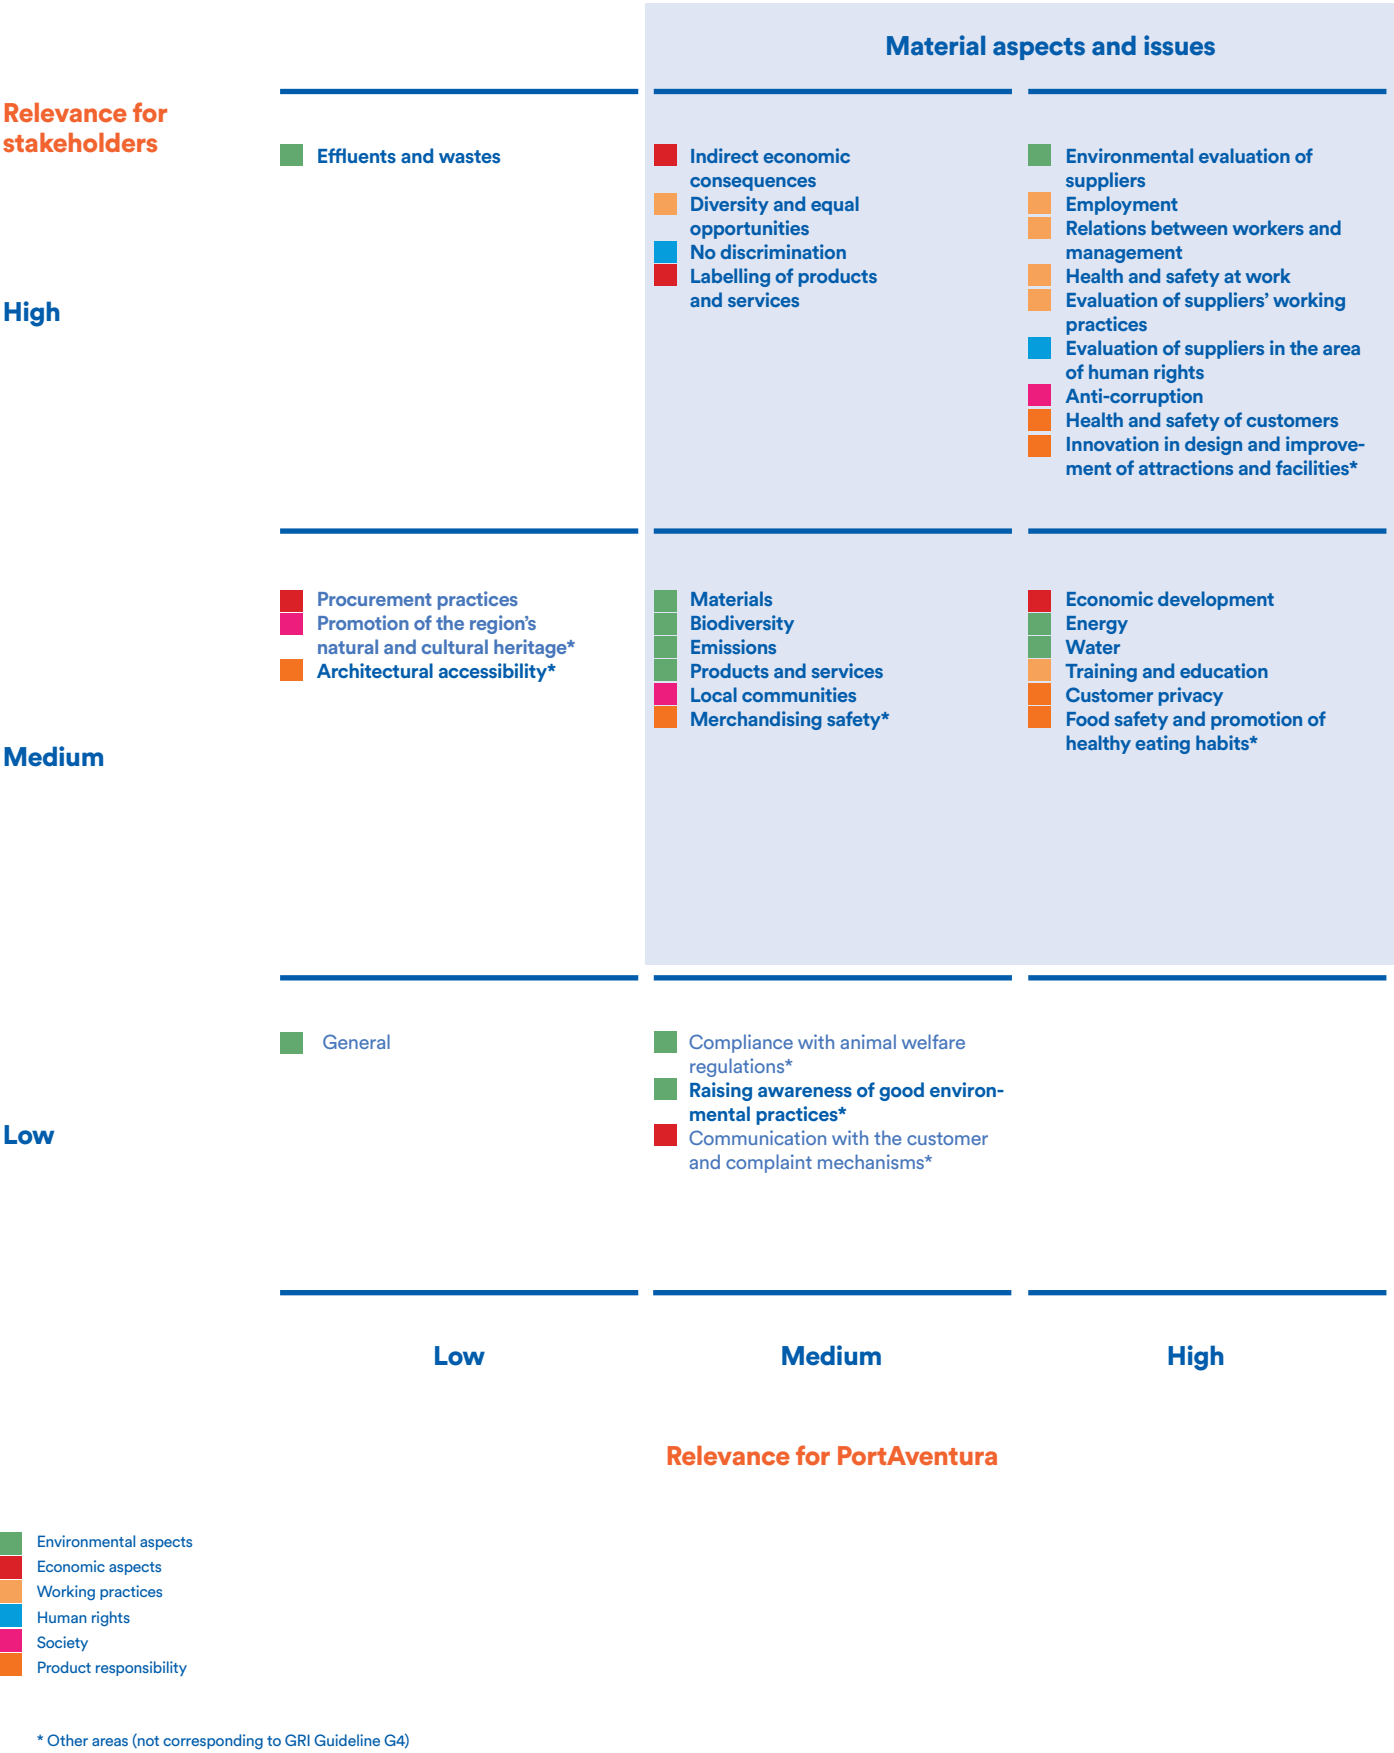 Material aspects and issues
Relevance for
stakeholders
High
Effluents and wastes
Indirect economic
consequences
Diversity and equal
opportunities
No discrimination
Labelling of products
and services
Environmental evaluation of
suppliers
Employment
Relations between workers and
management
Health and safety at work
Evaluation of suppliers’ working
practices
Evaluation of suppliers in the area
of human rights
Anti-corruption
Health and safety of customers
Innovation in design and improve-
ment of attractions and facilities*
Medium
Procurement practices
Promotion of the region’s
natural and cultural heritage*
Architectural accessibility*
Materials
Biodiversity
Emissions
Products and services
Local communities
Merchandising safety*
Economic development
Energy
Water
Training and education
Customer privacy
Food safety and promotion of
healthy eating habits*
Low
General
Compliance with animal welfare
regulations*
Raising awareness of good environ-
mental practices*
Communication with the customer
and complaint mechanisms*
Low
Medium
High
Relevance for PortAventura
Environmental aspects
Economic aspects
Working practices
Human rights
Society
Product responsibility
* Other areas (not corresponding to GRI Guideline G4)